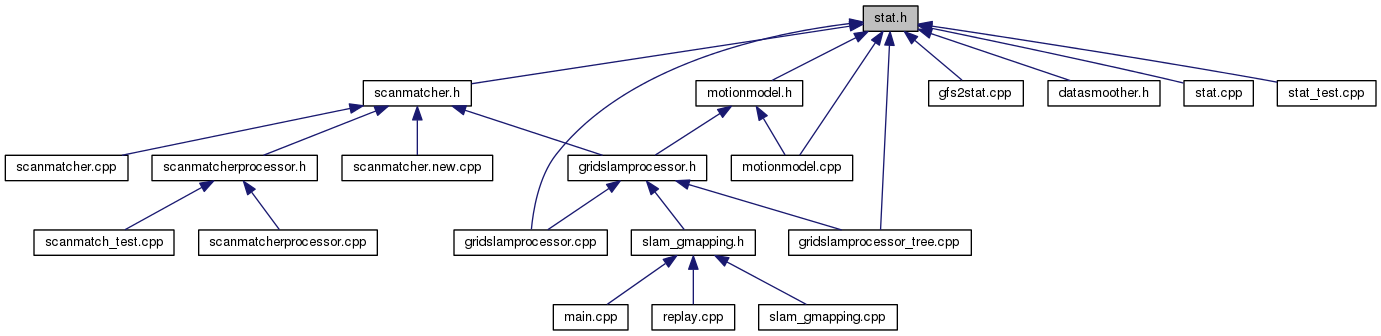 stat.h
scanmatcher.h
motionmodel.h
gfs2stat.cpp
datasmoother.h
stat.cpp
stat_test.cpp
scanmatcher.cpp
scanmatcherprocessor.h
scanmatcher.new.cpp
gridslamprocessor.h
motionmodel.cpp
scanmatch_test.cpp
scanmatcherprocessor.cpp
gridslamprocessor.cpp
slam_gmapping.h
gridslamprocessor_tree.cpp
main.cpp
replay.cpp
slam_gmapping.cpp